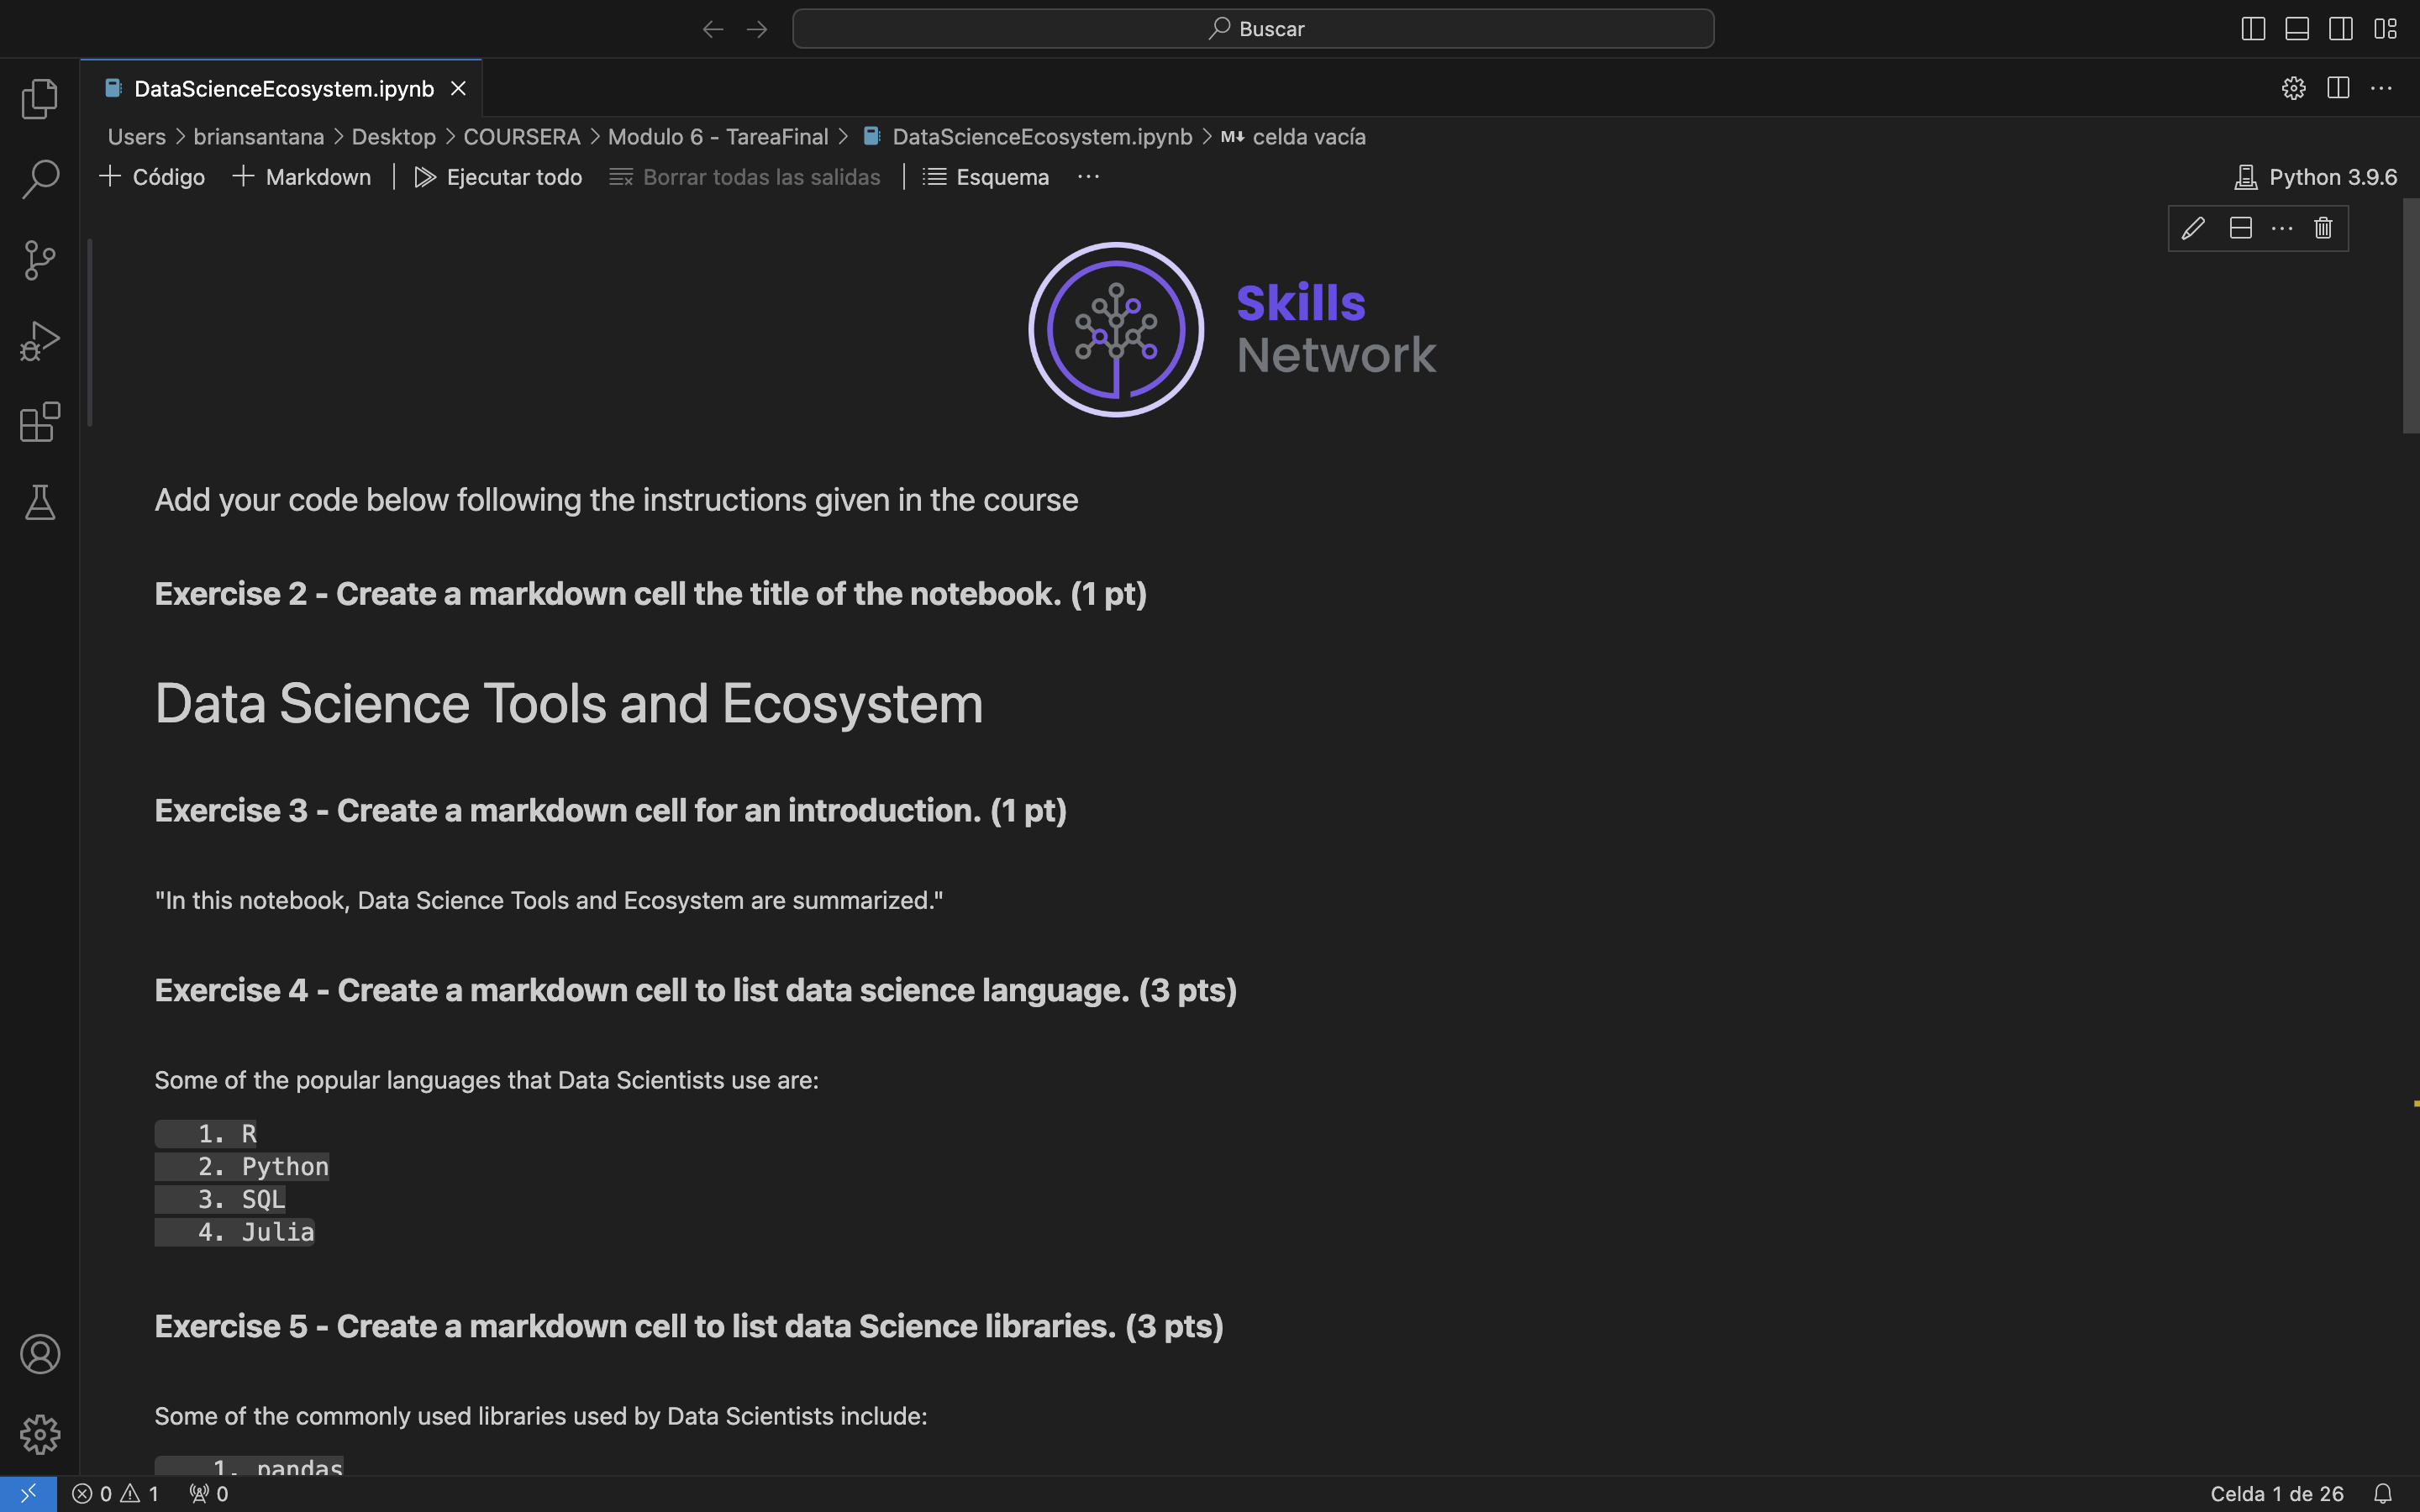 Buscar
DataScienceEcosystem.ipynb
Users > briansantana > Desktop > COURSERA > Modulo 6 - TareaFinal > DataScienceEcosystem.ipynb > M↓ celda vacía
+ Código + Markdown | Ejecutar todo Borrar todas las salidas | Esquema ···
Python 3.9.6
Skills
Network
Add your code below following the instructions given in the course
Exercise 2 - Create a markdown cell the title of the notebook. (1 pt)
Data Science Tools and Ecosystem
Exercise 3 - Create a markdown cell for an introduction. (1 pt)
"In this notebook, Data Science Tools and Ecosystem are summarized."
Exercise 4 - Create a markdown cell to list data science language. (3 pts)
Some of the popular languages that Data Scientists use are:
1. R
2. Python
3. SQL
4. Julia
Exercise 5 - Create a markdown cell to list data Science libraries. (3 pts)
Some of the commonly used libraries used by Data Scientists include:
1. pandas
0 1 0
Celda 1 de 26